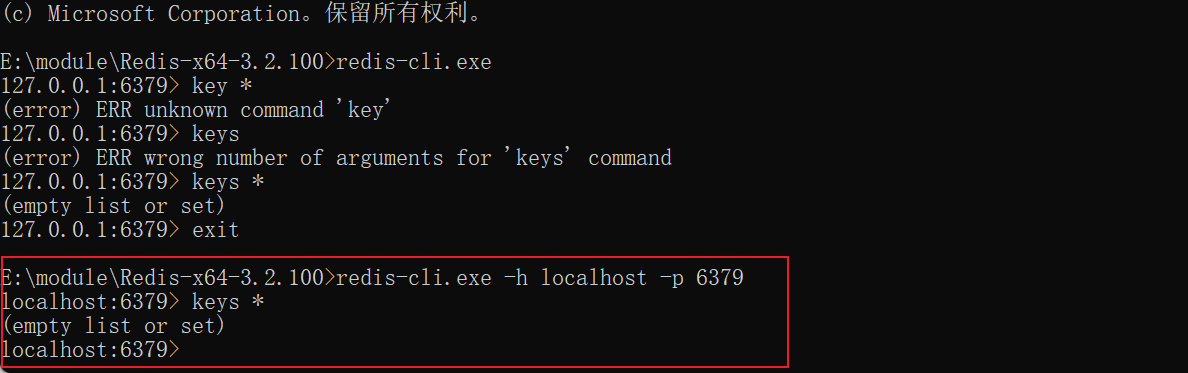 (c) Microsoft Corporation。保留所有权利。
E:\module\Redis-x64-3.2.100>redis-cli.exe
127.0.0.1:6379> key *
(error) ERR unknown command 'key'
127.0.0.1:6379> keys
(error) ERR wrong number of arguments for 'keys' command
127.0.0.1:6379> keys *
(empty list or set)
127.0.0.1:6379> exit
E:\module\Redis-x64-3.2.100>redis-cli.exe -h localhost -p 6379
localhost:6379> keys *
(empty list or set)
localhost:6379>